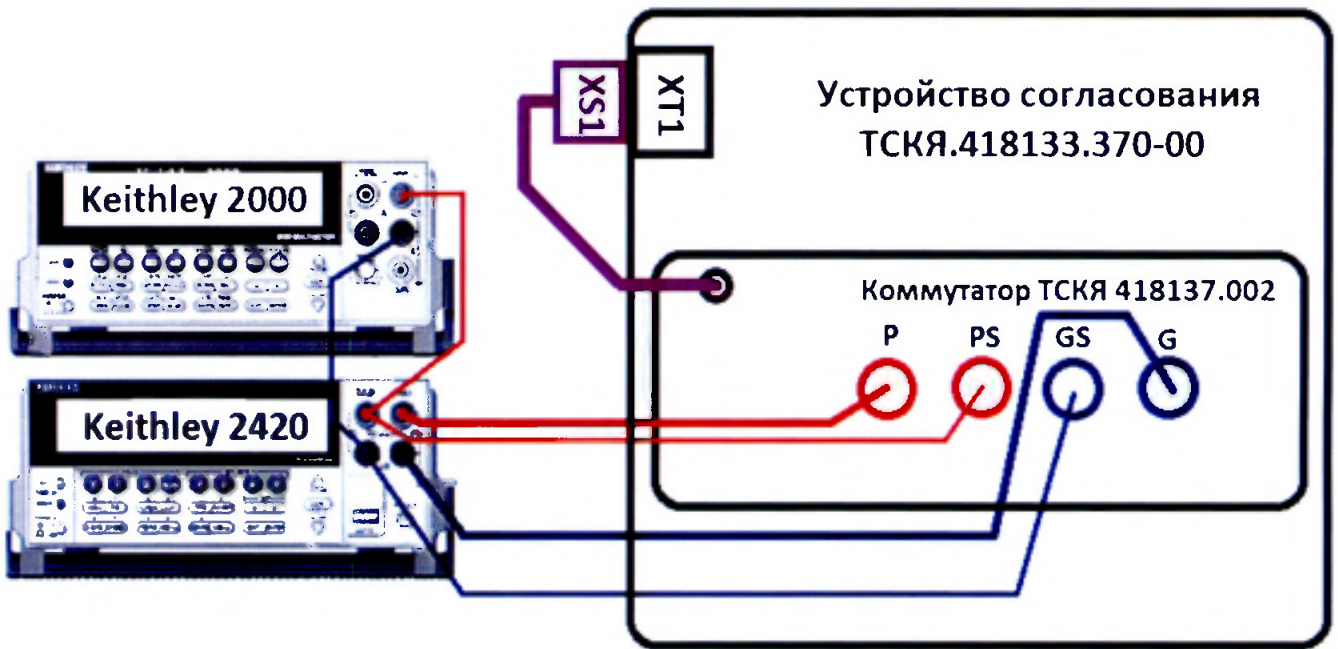 XS1
XT1
Устройство согласования
ТСКЯ.418133.370-00
Keithley 2000
Коммутатор ТСКЯ 418137.002
P PS GS G
Keithley 2420